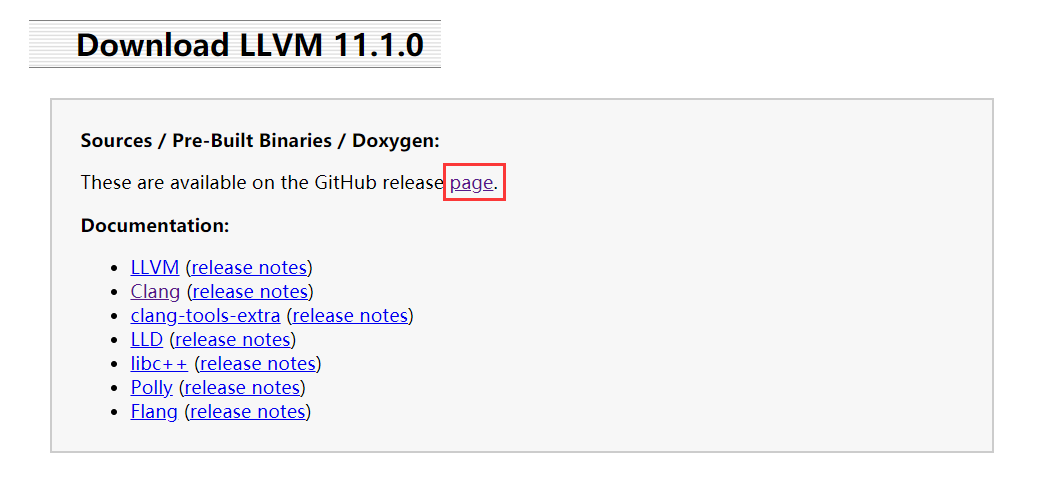 Download LLVM 11.1.0
Sources / Pre-Built Binaries / Doxygen:
These are available on the GitHub release page.
Documentation:
• LLVM (release notes)
• Clang (release notes)
• clang-tools-extra (release notes)
• LLD (release notes)
• libc++ (release notes)
• Polly (release notes)
• Flang (release notes)